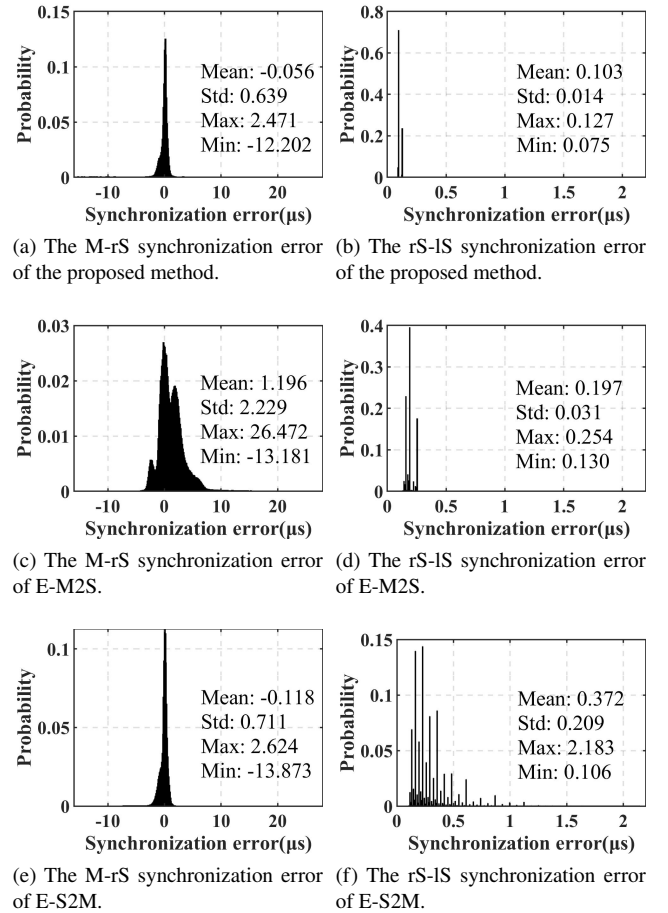 0.15
0.1
0.05
0
Probability
Mean: -0.056
Std: 0.639
Max: 2.471
Min: -12.202
-10 0 10 20
Synchronization error(μs)
(a) The M-rS synchronization error
of the proposed method.
0.8
0.6
0.4
0.2
0
Probability
Mean: 0.103
Std: 0.014
Max: 0.127
Min: 0.075
0 0.5 1 1.5 2
Synchronization error(μs)
(b) The rS-lS synchronization error
of the proposed method.
0.03
0.02
0.01
0
Probability
Mean: 1.196
Std: 2.229
Max: 26.472
Min: -13.181
-10 0 10 20
Synchronization error(μs)
(c) The M-rS synchronization error
of E-M2S.
0.4
0.3
0.2
0.1
0
Probability
Mean: 0.197
Std: 0.031
Max: 0.254
Min: 0.130
0 0.5 1 1.5 2
Synchronization error(μs)
(d) The rS-lS synchronization error
of E-M2S.
0.1
0.05
0
Probability
Mean: -0.118
Std: 0.711
Max: 2.624
Min: -13.873
-10 0 10 20
Synchronization error(μs)
(e) The M-rS synchronization error
of E-S2M.
0.15
0.1
0.05
0
Probability
Mean: 0.372
Std: 0.209
Max: 2.183
Min: 0.106
0 0.5 1 1.5 2
Synchronization error(μs)
(f) The rS-lS synchronization error
of E-S2M.